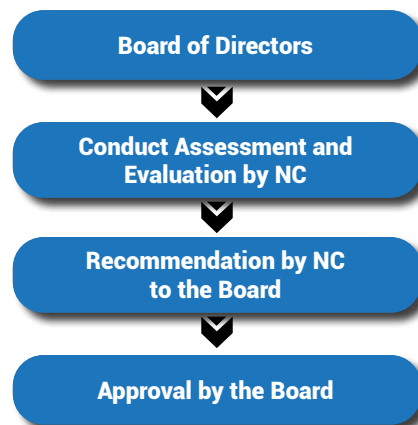 Board of Directors
Conduct Assessment and
Evaluation by NC
Recommendation by NC
to the Board
Approval by the Board